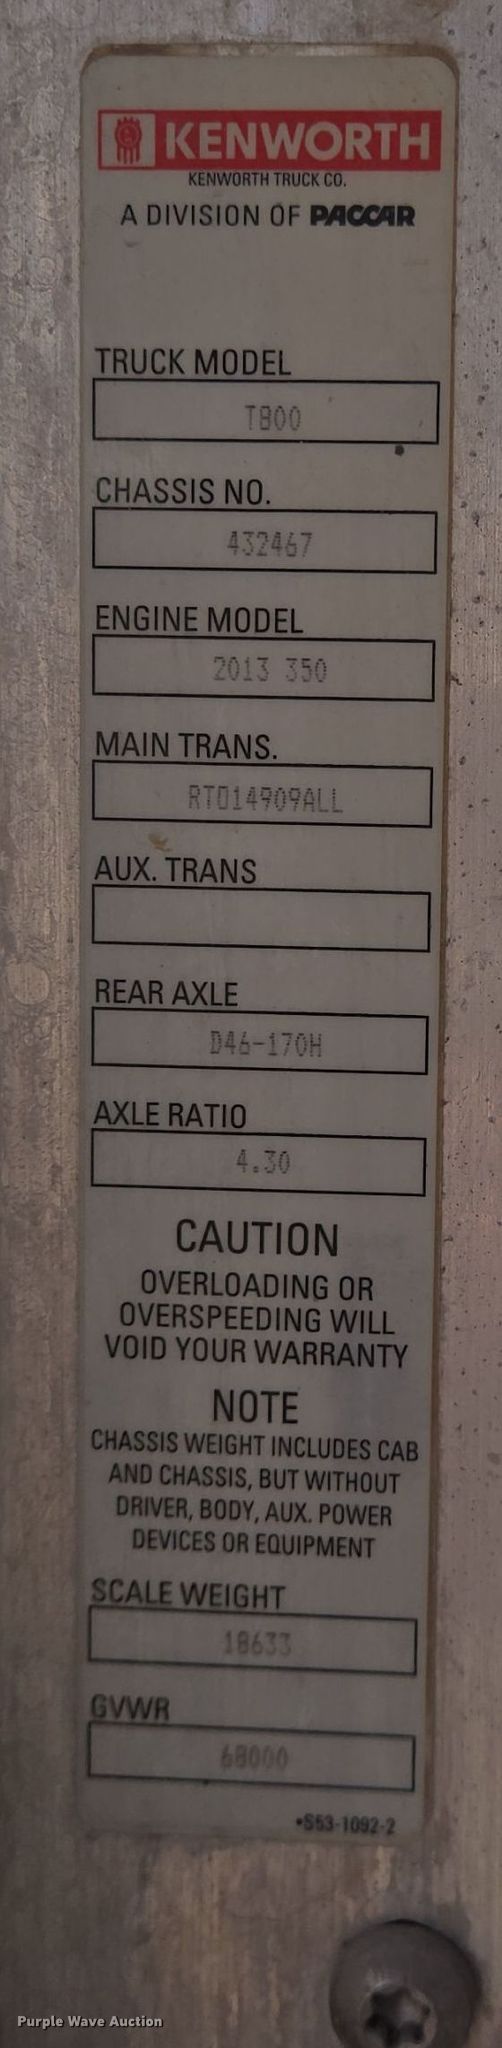 KENWORTH
KENWORTH TRUCK CO.
A DIVISION OF PACCAR
TRUCK MODEL
T800
CHASSIS NO.
432467
ENGINE MODEL
2013 350
MAIN TRANS.
RTO14909ALL
AUX. TRANS
REAR AXLE
D46-170H
AXLE RATIO
4.30
CAUTION
OVERLOADING OR
OVERSPEEDING WILL
VOID YOUR WARRANTY
NOTE
CHASSIS WEIGHT INCLUDES CAB
AND CHASSIS, BUT WITHOUT
DRIVER, BODY, AUX. POWER
DEVICES OR EQUIPMENT
SCALE WEIGHT
18633
GVWR
68000
•S53-1092-2
Purple Wave Auction